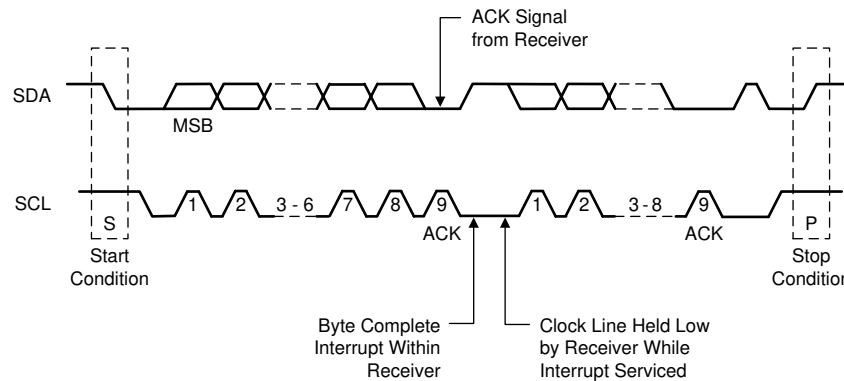 ACK Signal
from Receiver
SDA
MSB
SCL
S
1
2
3 - 6
7
8
9
1
2
3 - 8
9
P
ACK
ACK
Start
Condition
Stop
Condition
Byte Complete
Interrupt Within
Receiver
Clock Line Held Low
by Receiver While
Interrupt Serviced